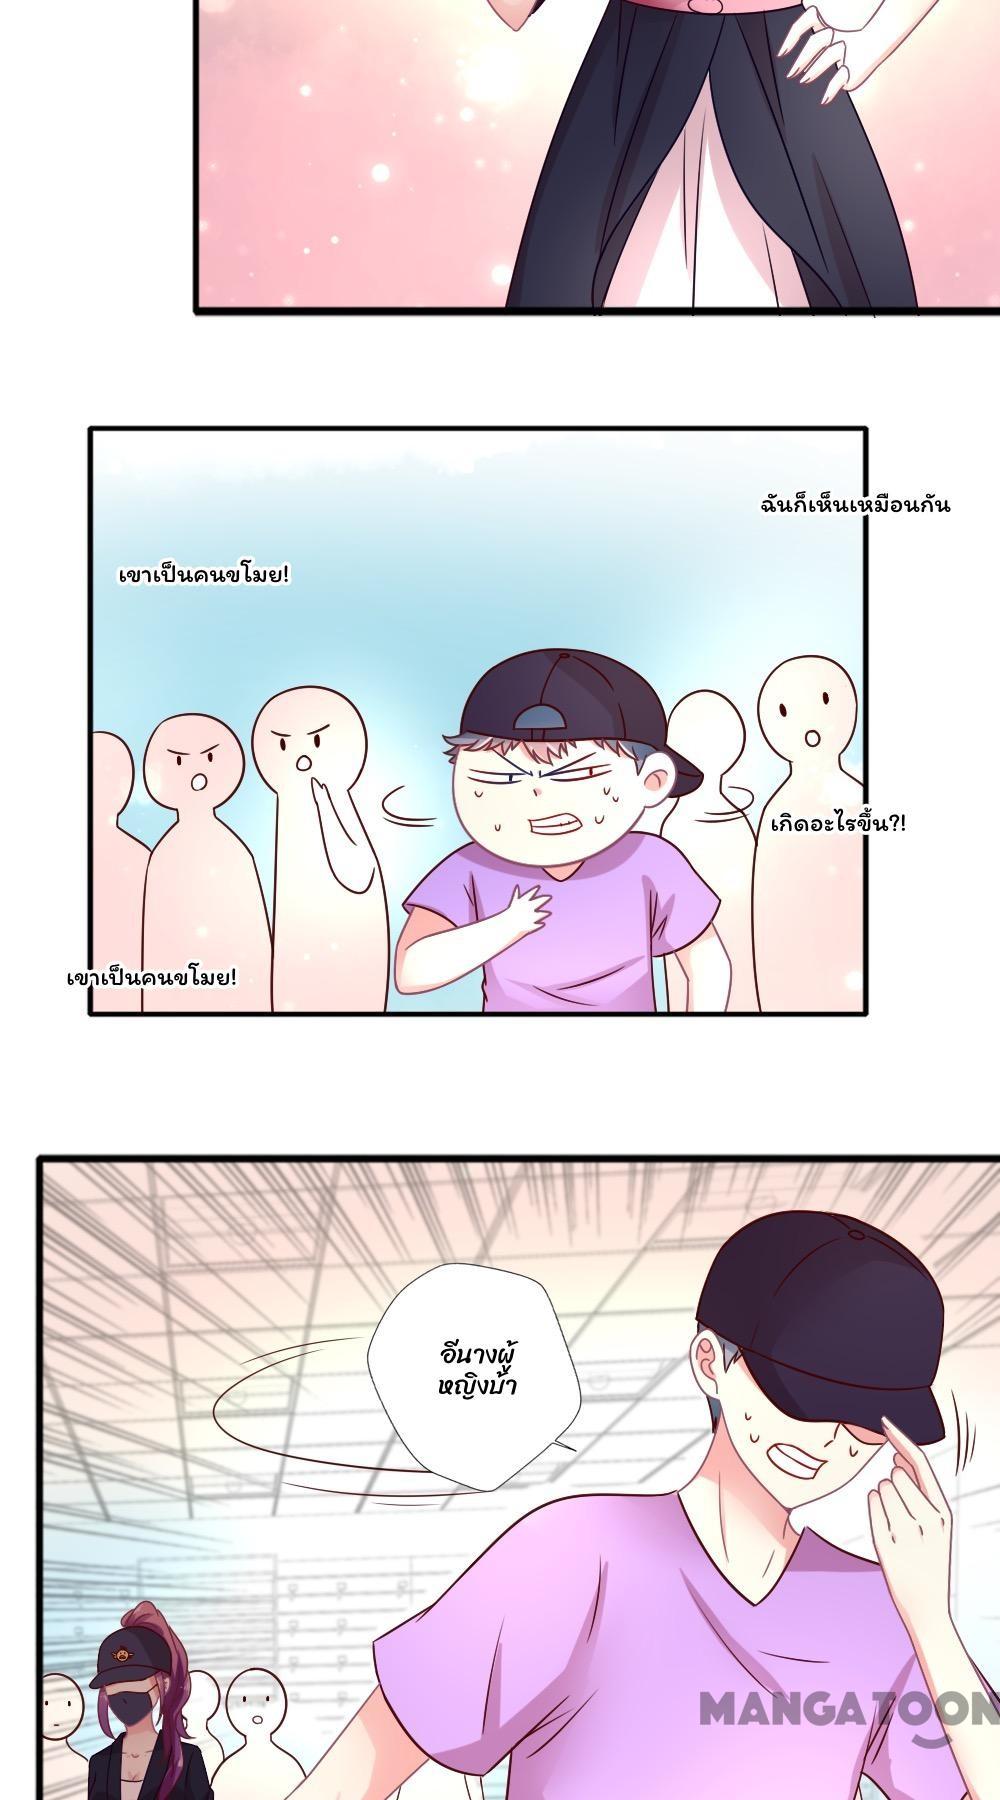 ฉันก็เห็นเหมือนกัน
เขาเป็นคนขโมย!
เกิดอะไรขึ้น?!
เขาเป็นคนขโมย!
อีนางผู้
หญิงบ้า
MANGATOON